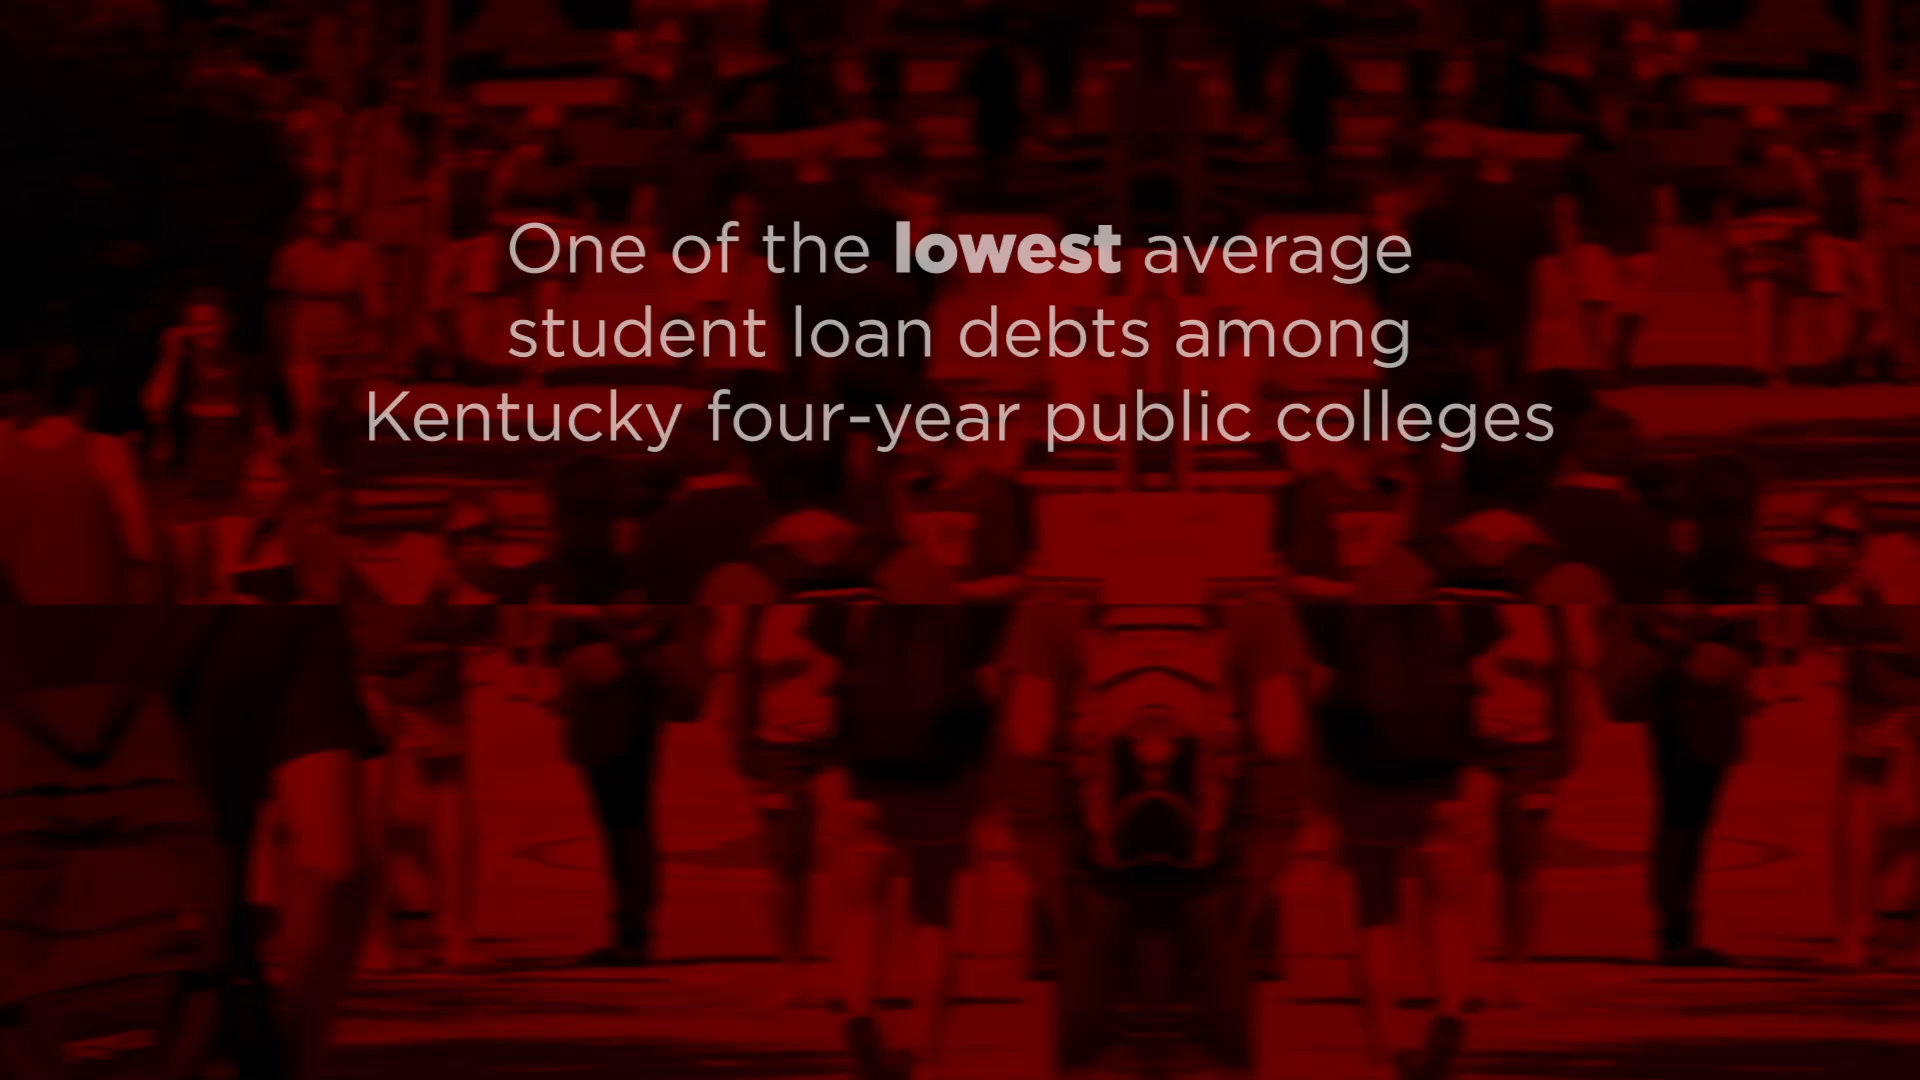 One of the lowest average
student loan debts among
Kentucky four-year public colleges